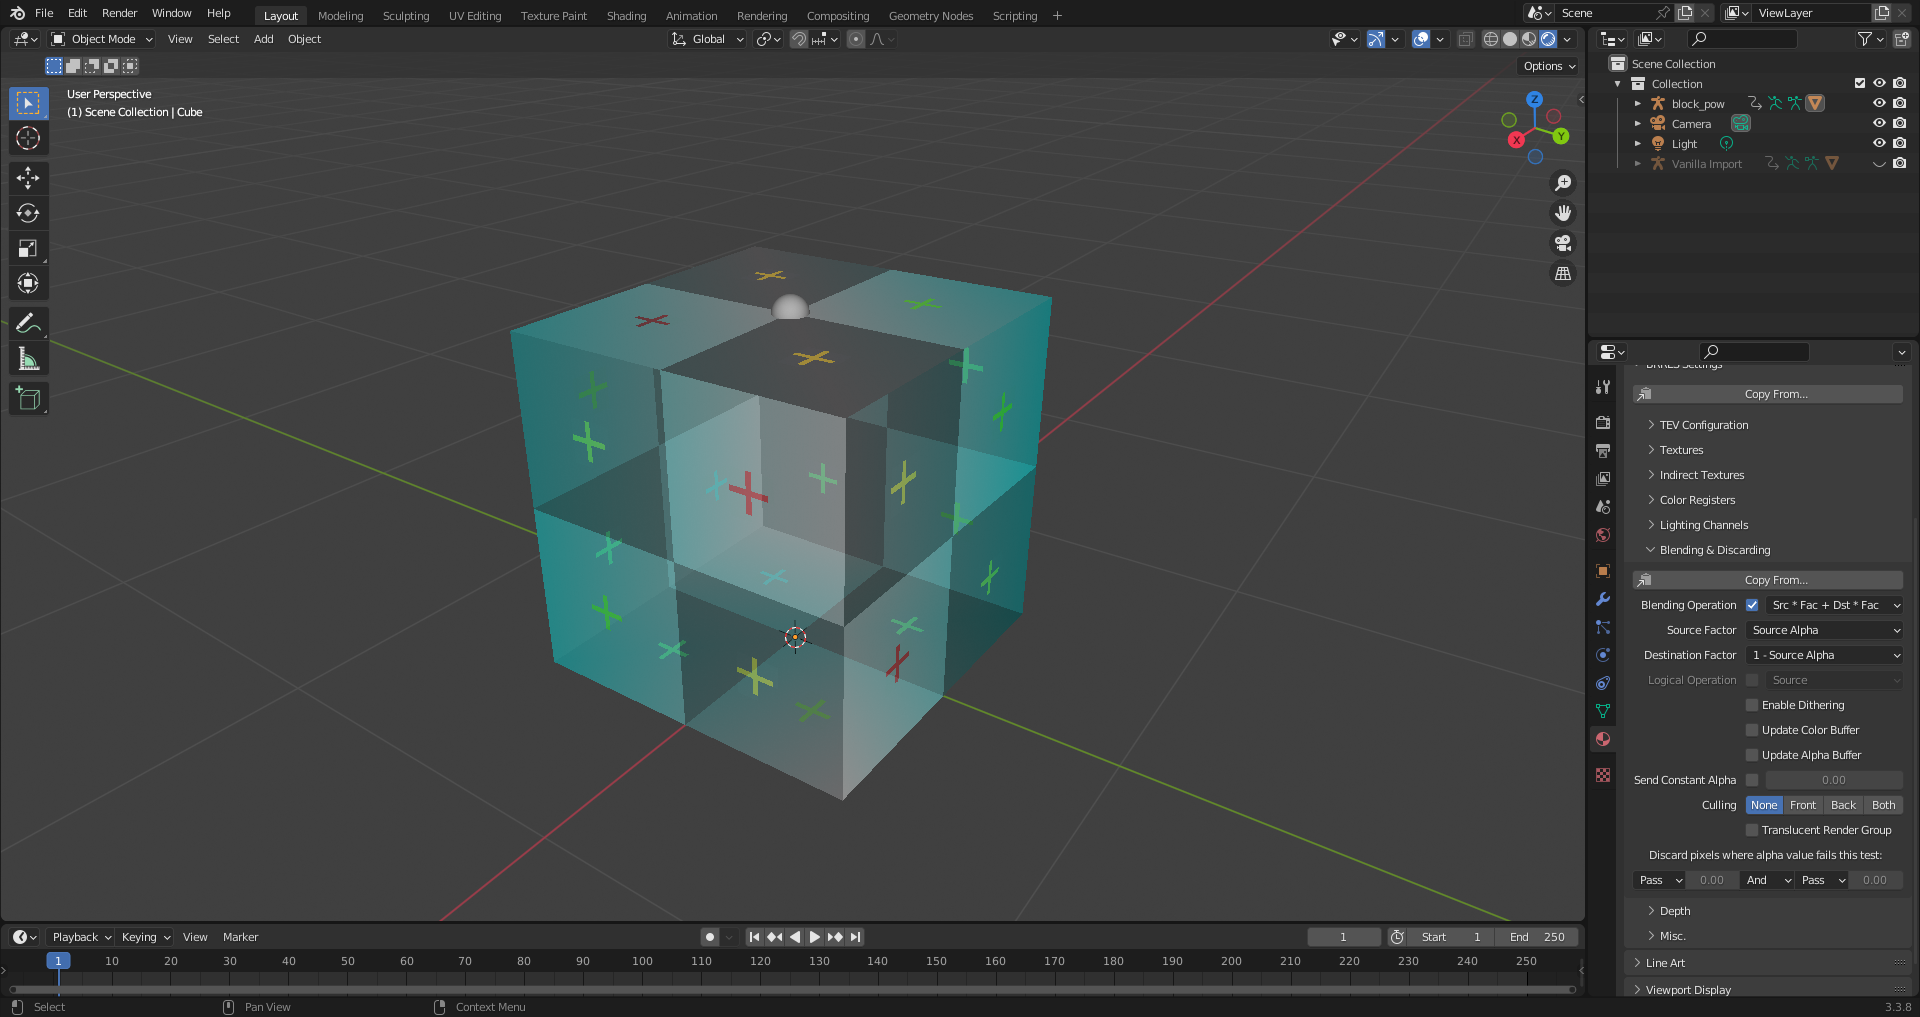 File Edit Render Window Help Layout Modeling Sculpting UV Editing Texture Paint Shading Animation Rendering Compositing Geometry Nodes Scripting + Scene ViewLayer
Object Mode View Select Add Object Global
Options
User Perspective
(1) Scene Collection | Cube
Z
Y
X
Scene Collection
Collection
block_pow
Camera
Light
Vanilla Import
BRRES Settings
Copy From...
TEV Configuration
Textures
Indirect Textures
Color Registers
Lighting Channels
Blending & Discarding
Copy From...
Blending Operation Src * Fac + Dst * Fac
Source Factor Source Alpha
Destination Factor 1 - Source Alpha
Logical Operation Source
Enable Dithering
Update Color Buffer
Update Alpha Buffer
Send Constant Alpha 0.00
Culling None Front Back Both
Translucent Render Group
Discard pixels where alpha value fails this test:
Pass 0.00 And Pass 0.00
Depth
Misc.
Line Art
Viewport Display
Playback Keying View Marker 1 Start 1 End 250
1 10 20 30 40 50 60 70 80 90 100 110 120 130 140 150 160 170 180 190 200 210 220 230 240 250
Select Pan View Context Menu 3.3.8